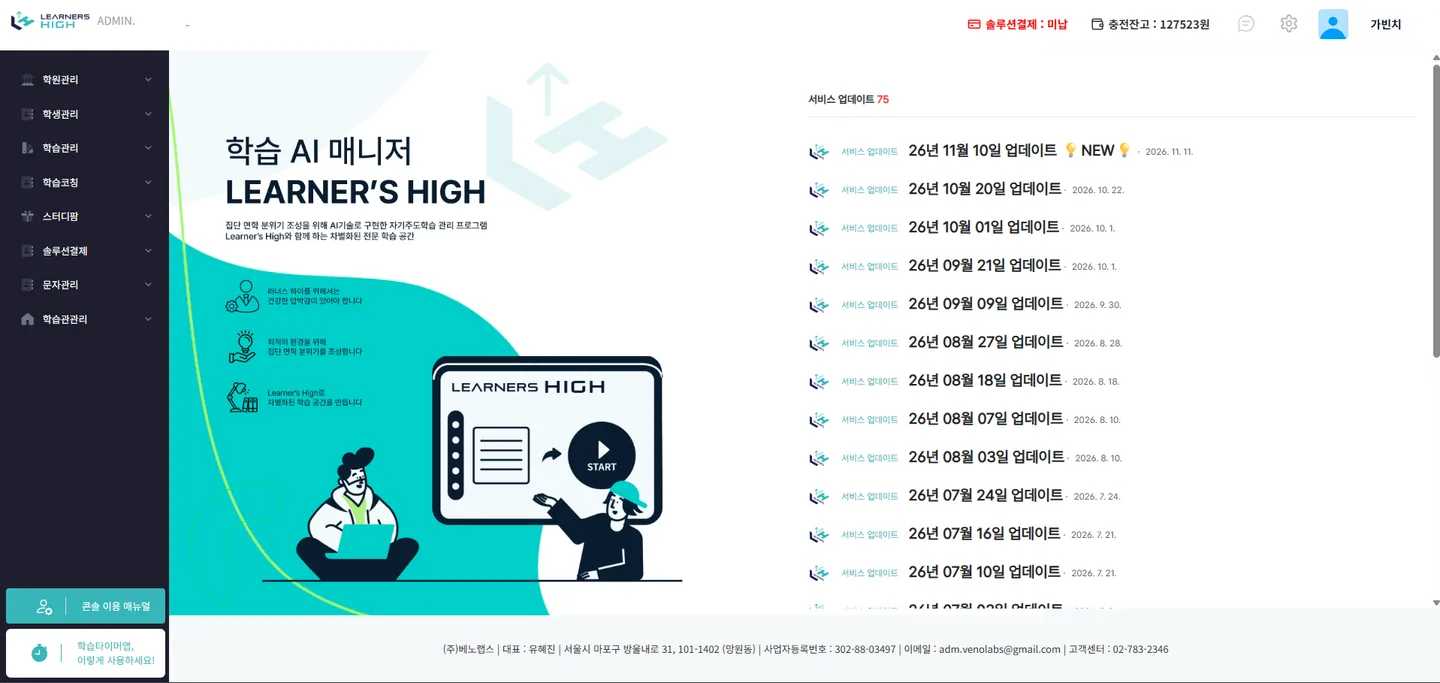 LEARNERS HIGH ADMIN.
-
솔루션결제 : 미납
충전잔고 : 127523원
가빈치
학원관리
학생관리
학습관리
학습코칭
스터디팜
솔루션결제
문자관리
학습관관리
콘솔 이용 매뉴얼
학습타이머앱,
이렇게 사용하세요!
학습 AI 매니저
LEARNER'S HIGH
집단 면학 분위기 조성을 위해 AI기술로 구현한 자기주도학습 관리 프로그램
Learner's High와 함께 하는 차별화된 전문 학습 공간
러너스 하이를 위해서는
건강한 압박감이 있어야 합니다
최적의 환경을 위해
집단 면학 분위기를 조성합니다
Learner's High로
차별화된 학습 공간을 만듭니다
LEARNERS HIGH
START
서비스 업데이트 75
서비스 업데이트 26년 11월 10일 업데이트 💡 NEW 💡 · 2026. 11. 11.
서비스 업데이트 26년 10월 20일 업데이트 · 2026. 10. 22.
서비스 업데이트 26년 10월 01일 업데이트 · 2026. 10. 1.
서비스 업데이트 26년 09월 21일 업데이트 · 2026. 10. 1.
서비스 업데이트 26년 09월 09일 업데이트 · 2026. 9. 30.
서비스 업데이트 26년 08월 27일 업데이트 · 2026. 8. 28.
서비스 업데이트 26년 08월 18일 업데이트 · 2026. 8. 18.
서비스 업데이트 26년 08월 07일 업데이트 · 2026. 8. 10.
서비스 업데이트 26년 08월 03일 업데이트 · 2026. 8. 10.
서비스 업데이트 26년 07월 24일 업데이트 · 2026. 7. 24.
서비스 업데이트 26년 07월 16일 업데이트 · 2026. 7. 21.
서비스 업데이트 26년 07월 10일 업데이트 · 2026. 7. 21.
(주)베노랩스 | 대표 : 유혜진 | 서울시 마포구 방울내로 31, 101-1402 (망원동) | 사업자등록번호 : 302-88-03497 | 이메일 : adm.venolabs@gmail.com | 고객센터 : 02-783-2346